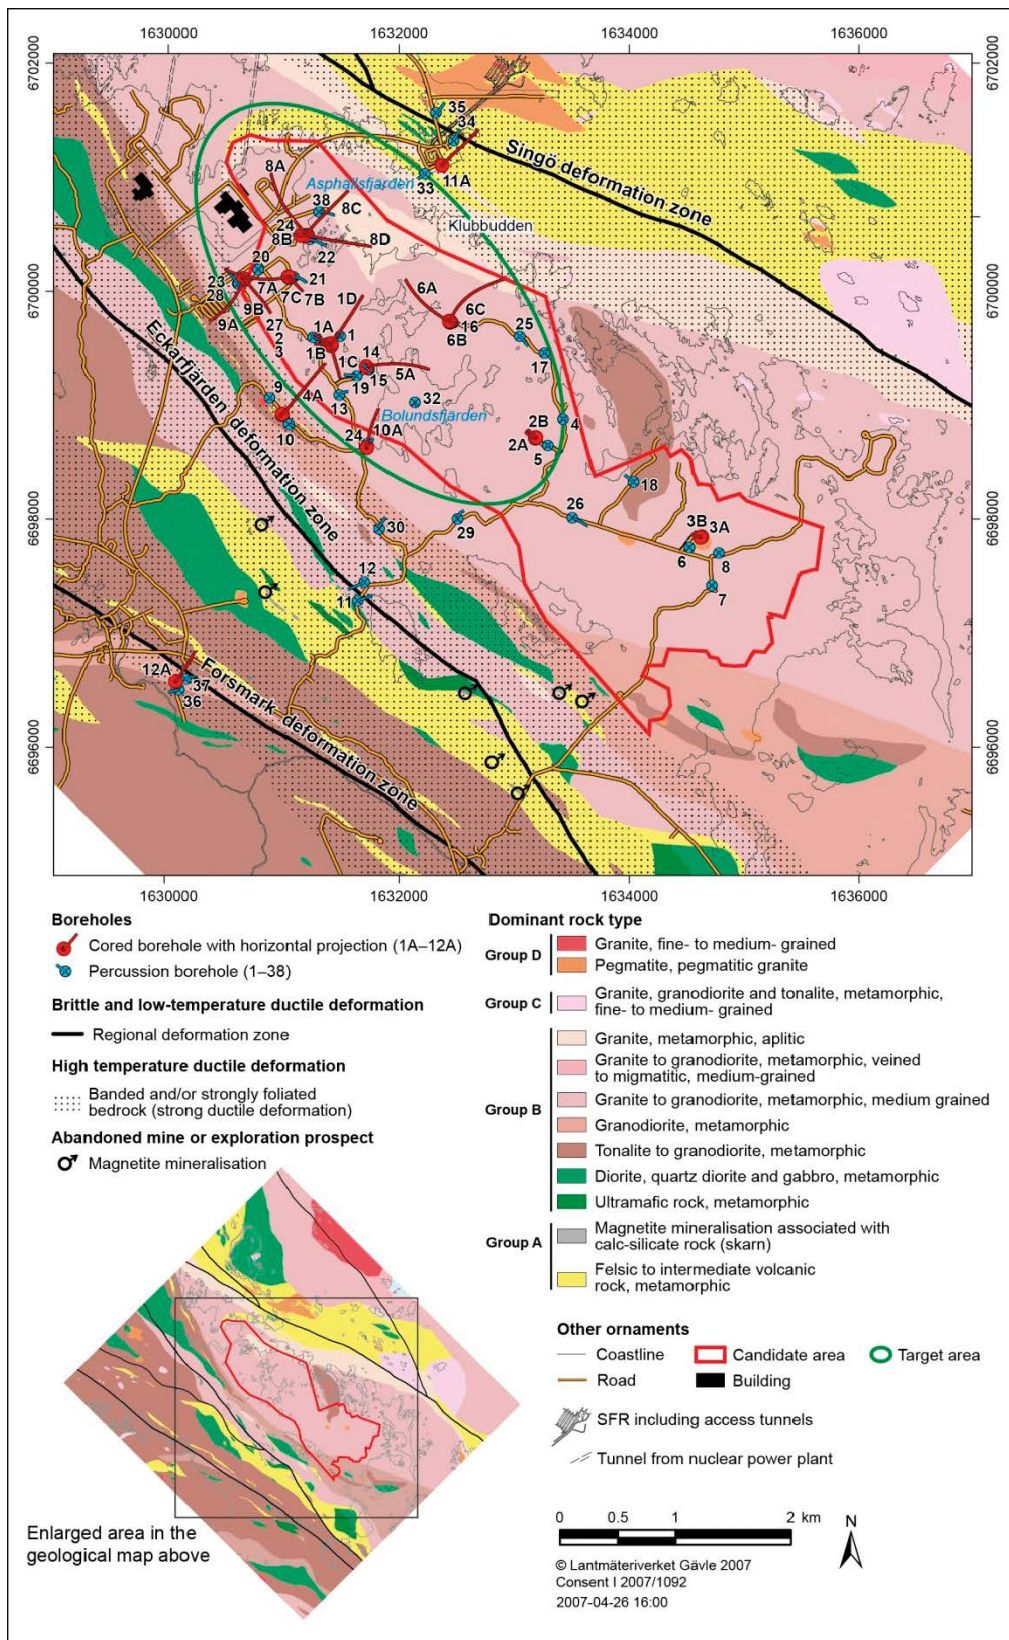 1630000
1632000
1634000
1636000
6702000
6702000
35
34
Singö deformation zone
8A
Asphällsfjärden
33
11A
38
8C
24
Klubbudden
8B
8D
22
20
6A
23
7A
21
1D
6C
28
7C
7B
6700000
6700000
9B
16
9A
27
1A
1
6B
25
2
1B
3
14
17
1C
15
5A
9
4A
19
Eckarfjärden deformation zone
13
32
2B
4
Bolundsfjärden
10
24
10A
2A
5
18
26
6698000
6698000
30
29
3B
3A
6
8
12
7
11
12A
37
Forsmark deformation zone
36
6696000
6696000
1630000
1632000
1634000
1636000
Boreholes
Cored borehole with horizontal projection (1A–12A)
Percussion borehole (1–38)
Brittle and low-temperature ductile deformation
Regional deformation zone
High temperature ductile deformation
Banded and/or strongly foliated
bedrock (strong ductile deformation)
Abandoned mine or exploration prospect
Magnetite mineralisation
Enlarged area in the
geological map above
Dominant rock type
Group D
Granite, fine- to medium- grained
Pegmatite, pegmatitic granite
Group C
Granite, granodiorite and tonalite, metamorphic,
fine- to medium- grained
Group B
Granite, metamorphic, aplitic
Granite to granodiorite, metamorphic, veined
to migmatitic, medium-grained
Granite to granodiorite, metamorphic, medium grained
Granodiorite, metamorphic
Tonalite to granodiorite, metamorphic
Diorite, quartz diorite and gabbro, metamorphic
Ultramafic rock, metamorphic
Group A
Magnetite mineralisation associated with
calc-silicate rock (skarn)
Felsic to intermediate volcanic
rock, metamorphic
Other ornaments
Coastline
Candidate area
Target area
Road
Building
SFR including access tunnels
Tunnel from nuclear power plant
0 0.5 1 2 km
N
© Lantmäteriverket Gävle 2007
Consent I 2007/1092
2007-04-26 16:00